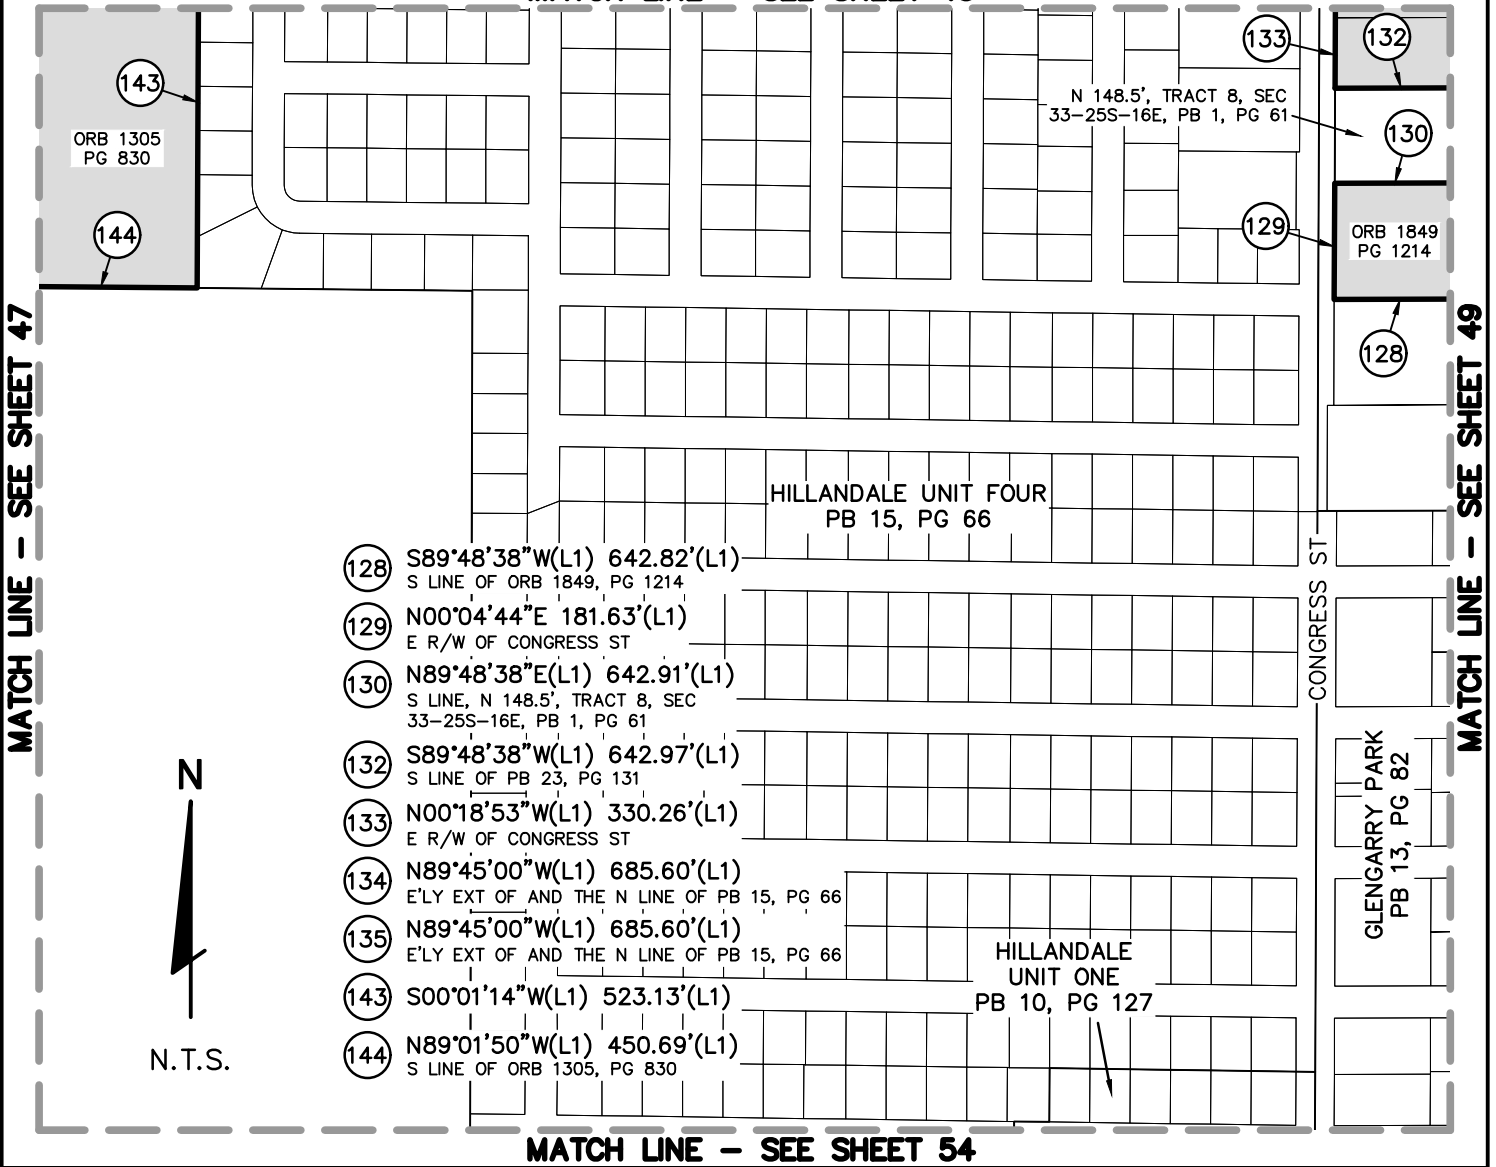 133
132
143
N 148.5', TRACT 8, SEC
33-25S-16E, PB 1, PG 61
130
ORB 1305
PG 830
144
129
ORB 1849
PG 1214
128
MATCH LINE - SEE SHEET 47
MATCH LINE - SEE SHEET 49
HILLANDALE UNIT FOUR
PB 15, PG 66
CONGRESS ST
128 S89°48'38"W(L1) 642.82'(L1)
S LINE OF ORB 1849, PG 1214
129 N00°04'44"E 181.63'(L1)
E R/W OF CONGRESS ST
130 N89°48'38"E(L1) 642.91'(L1)
S LINE, N 148.5', TRACT 8, SEC
33-25S-16E, PB 1, PG 61
132 S89°48'38"W(L1) 642.97'(L1)
S LINE OF PB 23, PG 131
133 N00°18'53"W(L1) 330.26'(L1)
E R/W OF CONGRESS ST
134 N89°45'00"W(L1) 685.60'(L1)
E'LY EXT OF AND THE N LINE OF PB 15, PG 66
135 N89°45'00"W(L1) 685.60'(L1)
E'LY EXT OF AND THE N LINE OF PB 15, PG 66
143 S00°01'14"W(L1) 523.13'(L1)
144 N89°01'50"W(L1) 450.69'(L1)
S LINE OF ORB 1305, PG 830
N
N.T.S.
GLENGARRY PARK
PB 13, PG 82
HILLANDALE
UNIT ONE
PB 10, PG 127
MATCH LINE - SEE SHEET 54